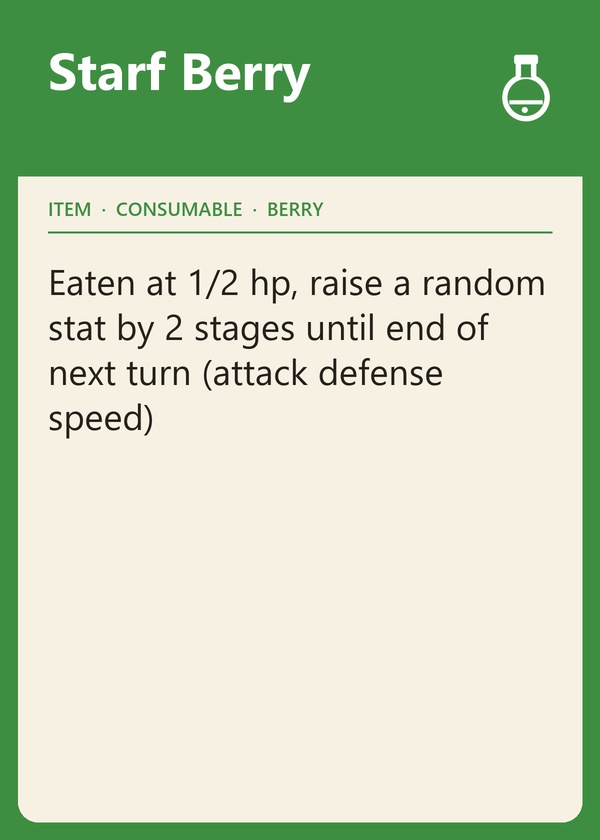 Starf Berry
ITEM · CONSUMABLE · BERRY
Eaten at 1/2 hp, raise a random
stat by 2 stages until end of
next turn (attack defense
speed)